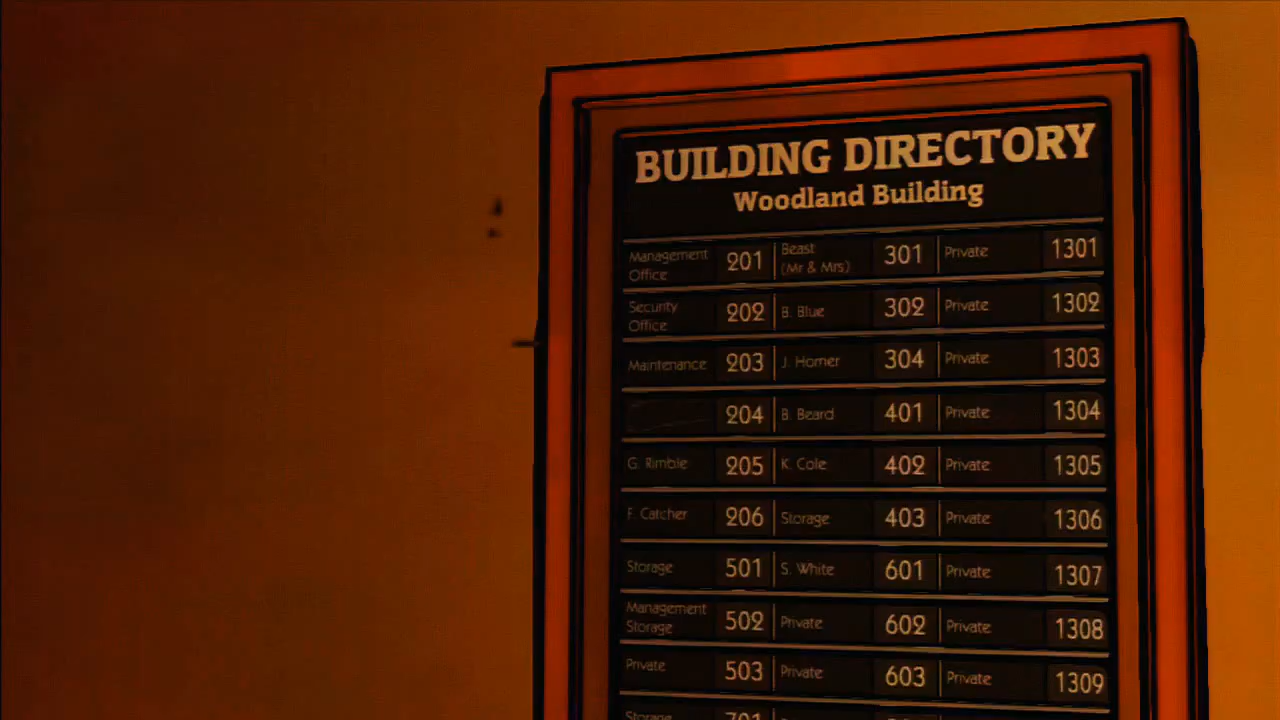 BUILDING DIRECTORY
Woodland Building
Management Office 201 Beast (Mr & Mrs) 301 Private 1301
Security Office 202 B. Blue 302 Private 1302
Maintenance 203 J. Horner 304 Private 1303
204 B. Beard 401 Private 1304
G. Rimble 205 K. Cole 402 Private 1305
F. Catcher 206 Storage 403 Private 1306
Storage 501 S. White 601 Private 1307
Management Storage 502 Private 602 Private 1308
Private 503 Private 603 Private 1309
Storage 701